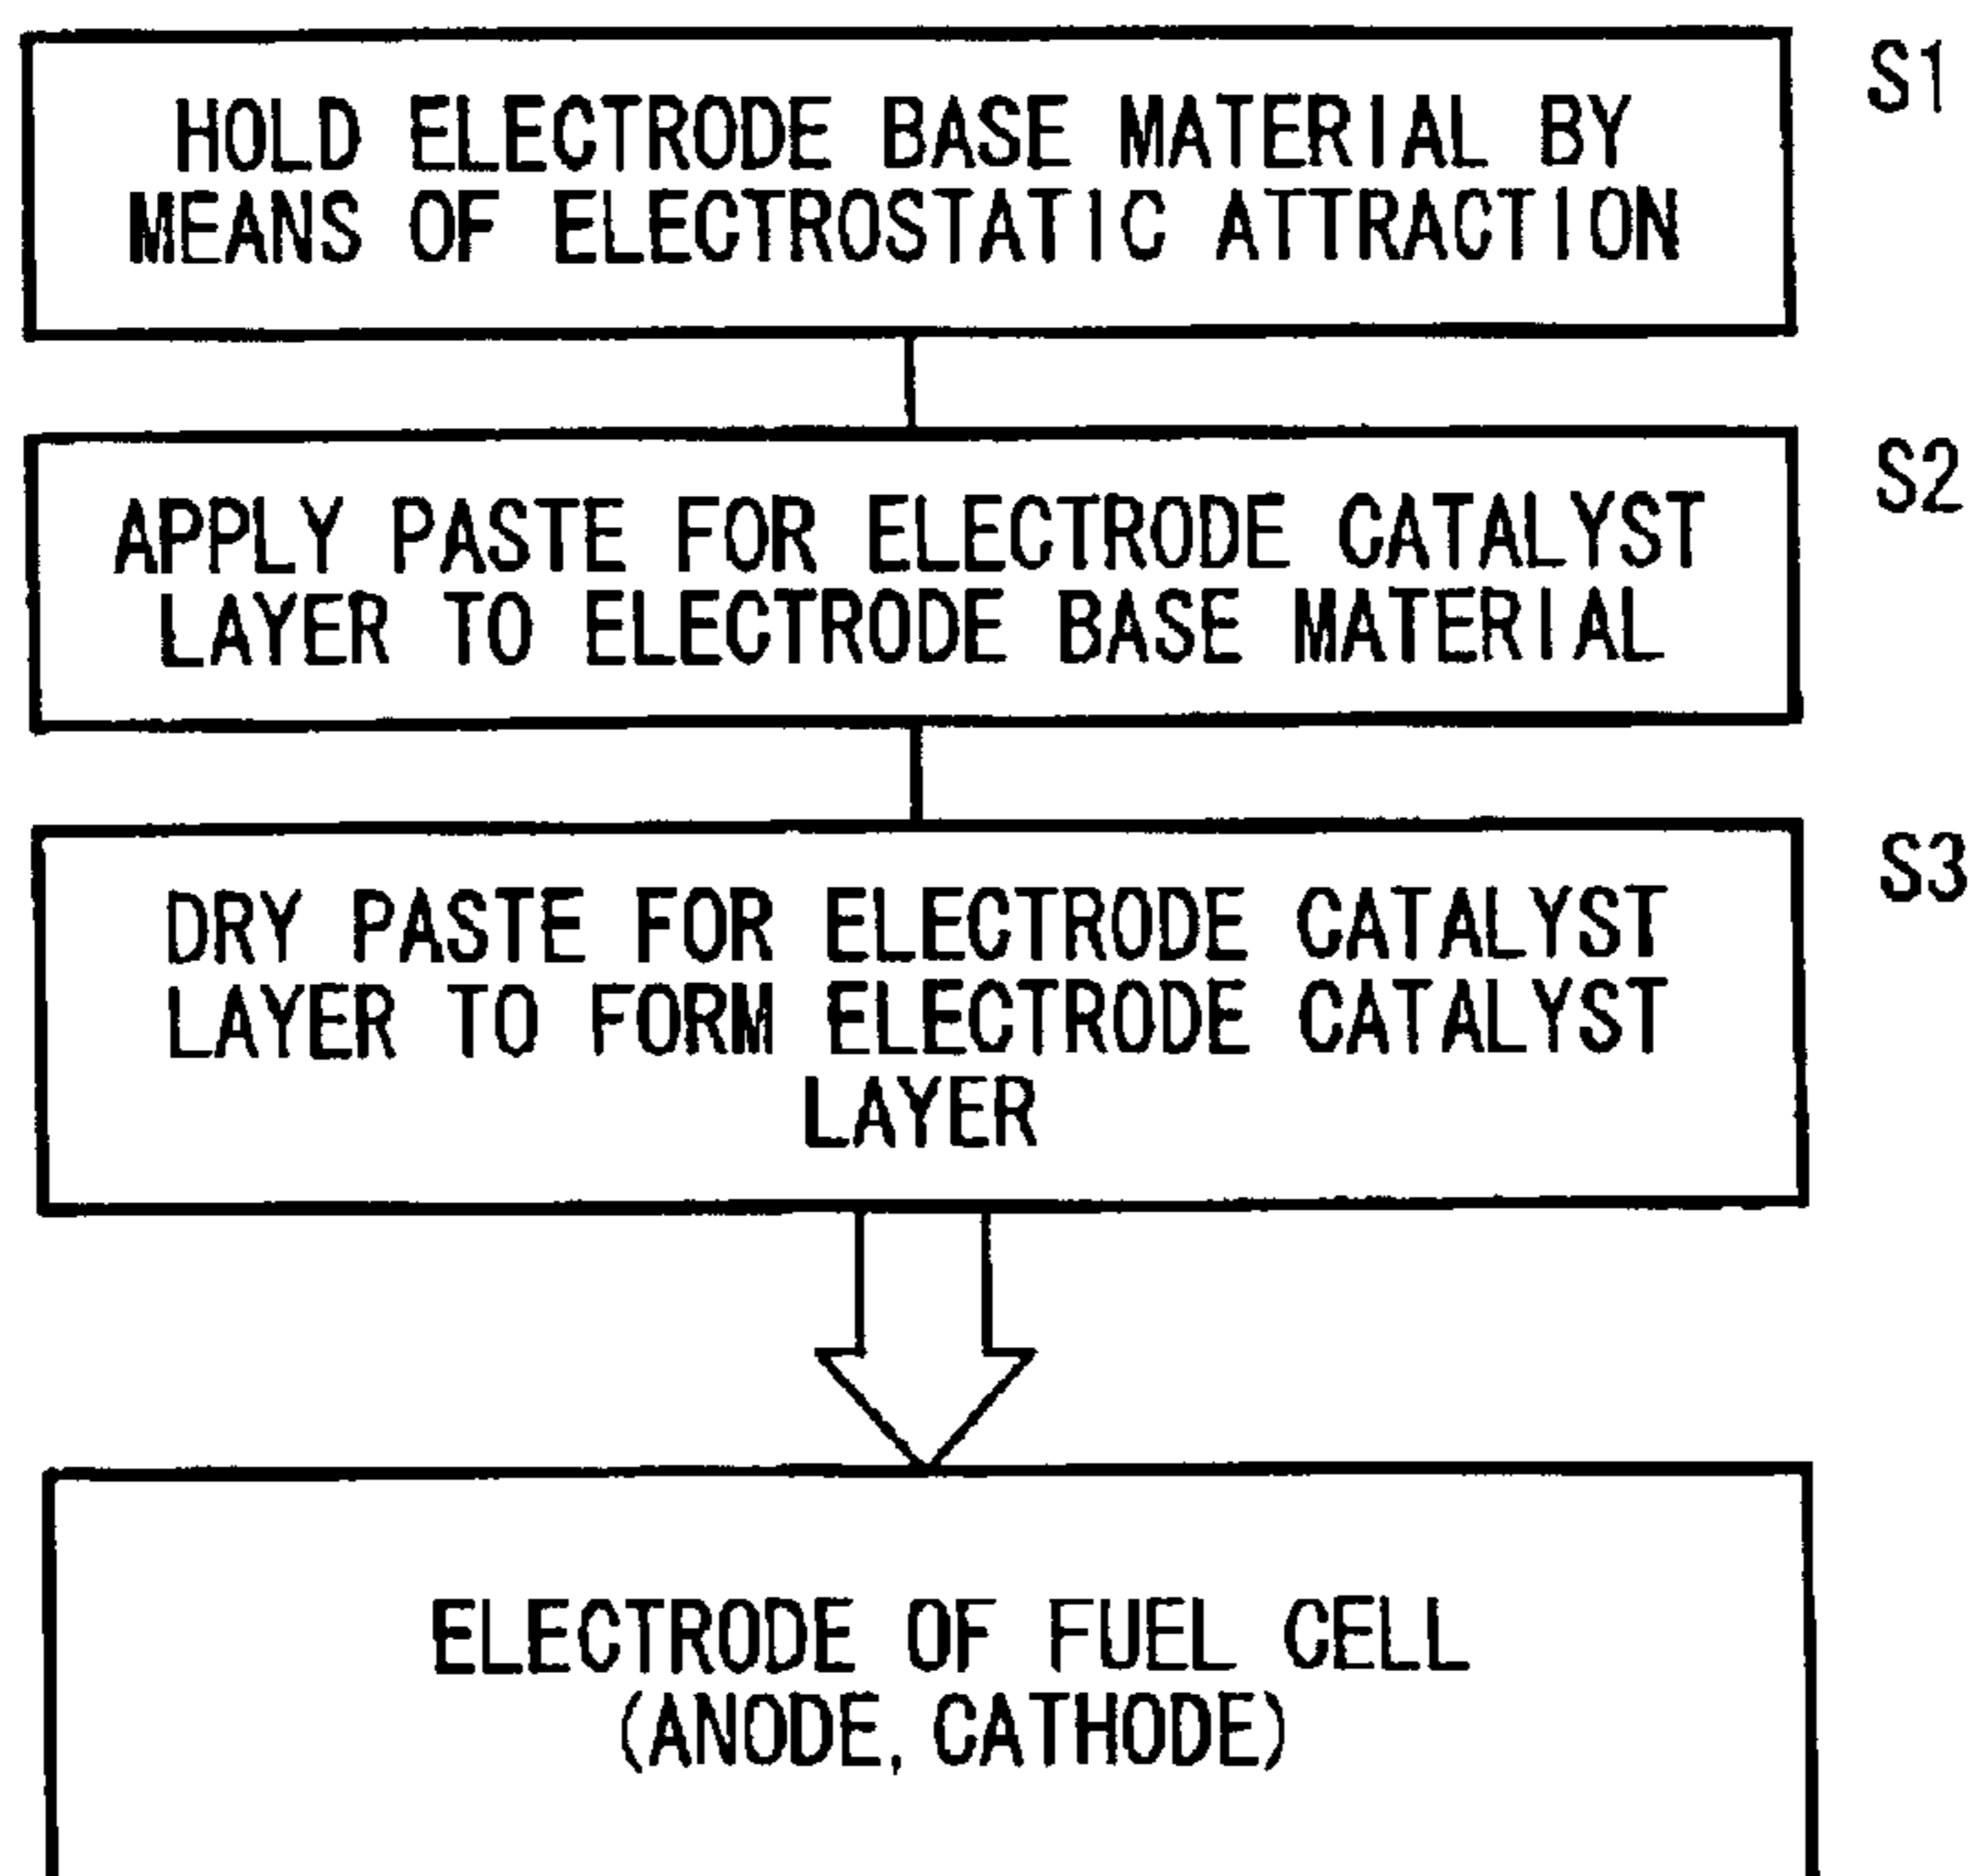 HOLD ELECTRODE BASE MATERIAL BY
MEANS OF ELECTROSTATIC ATTRACTION
S1
APPLY PASTE FOR ELECTRODE CATALYST
LAYER TO ELECTRODE BASE MATERIAL
S2
DRY PASTE FOR ELECTRODE CATALYST
LAYER TO FORM ELECTRODE CATALYST
LAYER
S3
ELECTRODE OF FUEL CELL
(ANODE, CATHODE)